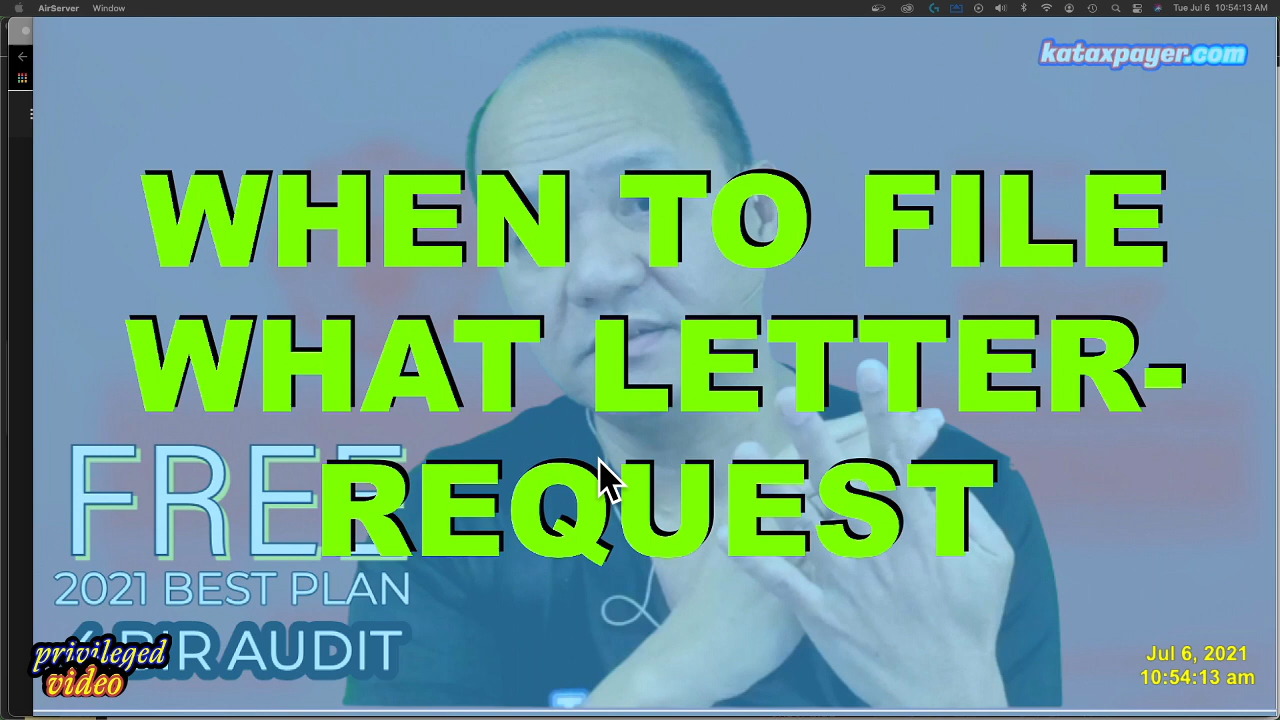 AirServer Window
Tue Jul 6 10:54:13 AM
kataxpayer.com
WHEN TO FILE
WHAT LETTER-
REQUEST
FREE
2021 BEST PLAN
BIR AUDIT
privileged
video
Jul 6, 2021
10:54:13 am